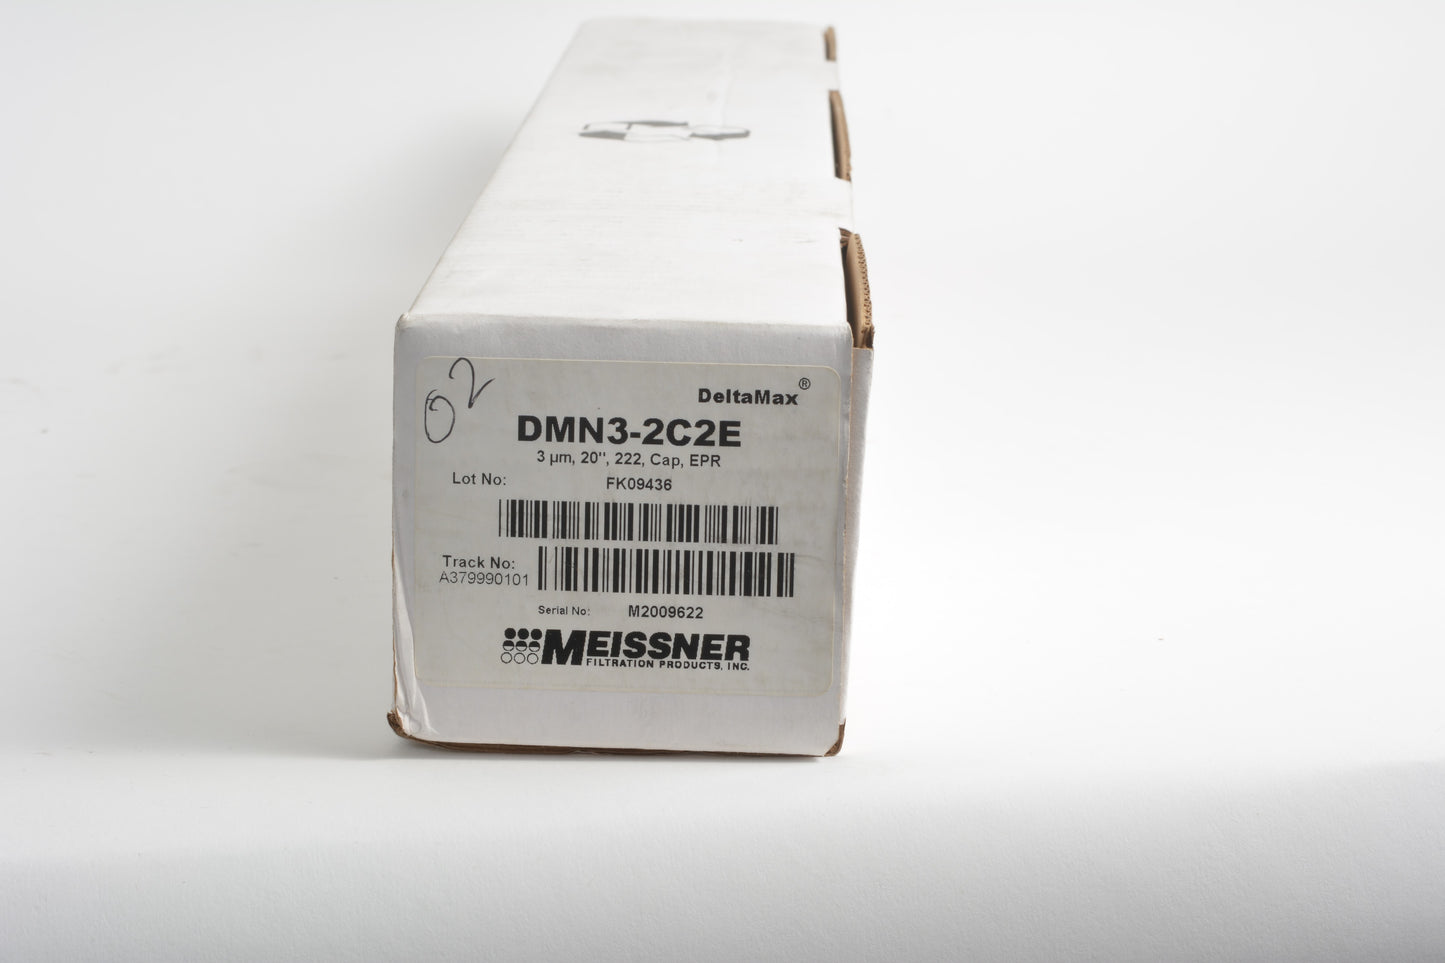 02
DeltaMax®
DMN3-2C2E
3 µm, 20", 222, Cap, EPR
Lot No: FK09436
Track No:
A379990101
Serial No: M2009622
MEISSNER
FILTRATION PRODUCTS, INC.